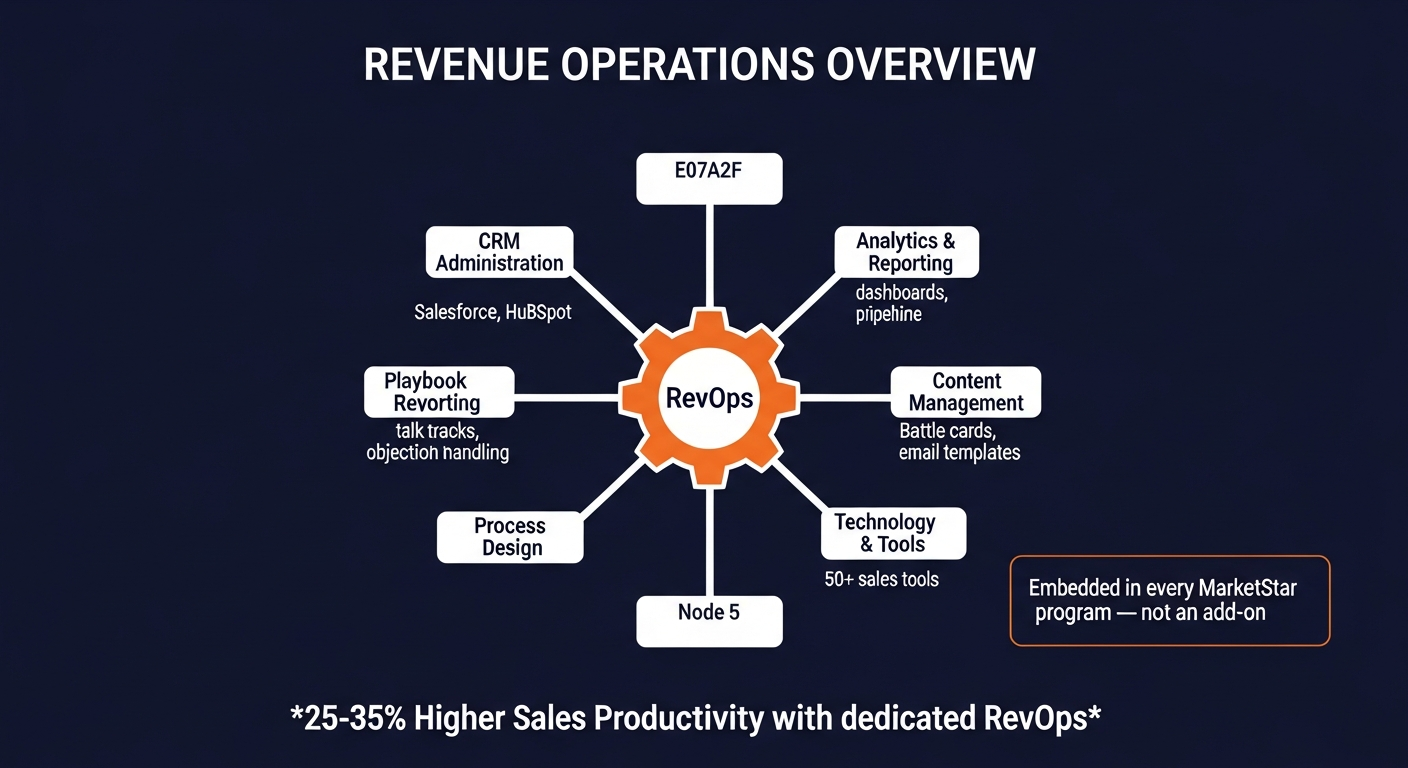 REVENUE OPERATIONS OVERVIEW
E07A2F
CRM
Administration
Salesforce, HuBSpot
Analytics &
Reporting
dashboards,
pripehine
Playbook
Revorting
talk tracks,
objection handling
RevOps
Content
Management
Battle cards,
email templates
Process
Design
Technology
& Tools
50+ sales tools
Node 5
Embedded in every MarketStar
program — not an add-on
*25-35% Higher Sales Productivity with dedicated RevOps*